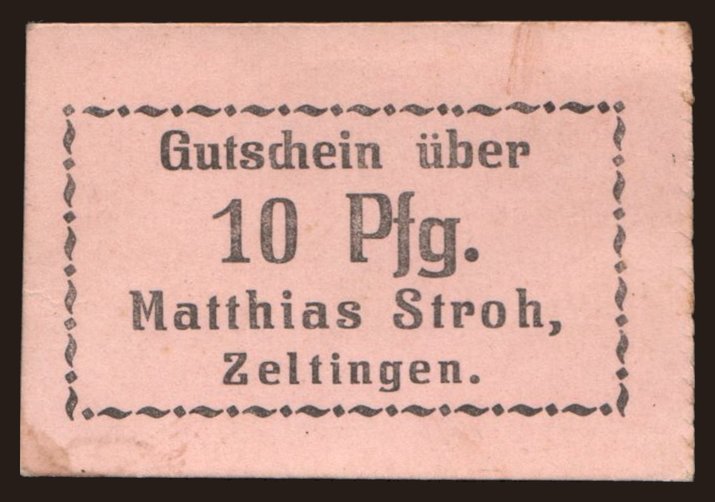 Gutschein über
10 Pfg.
Matthias Stroh,
Zeltingen.